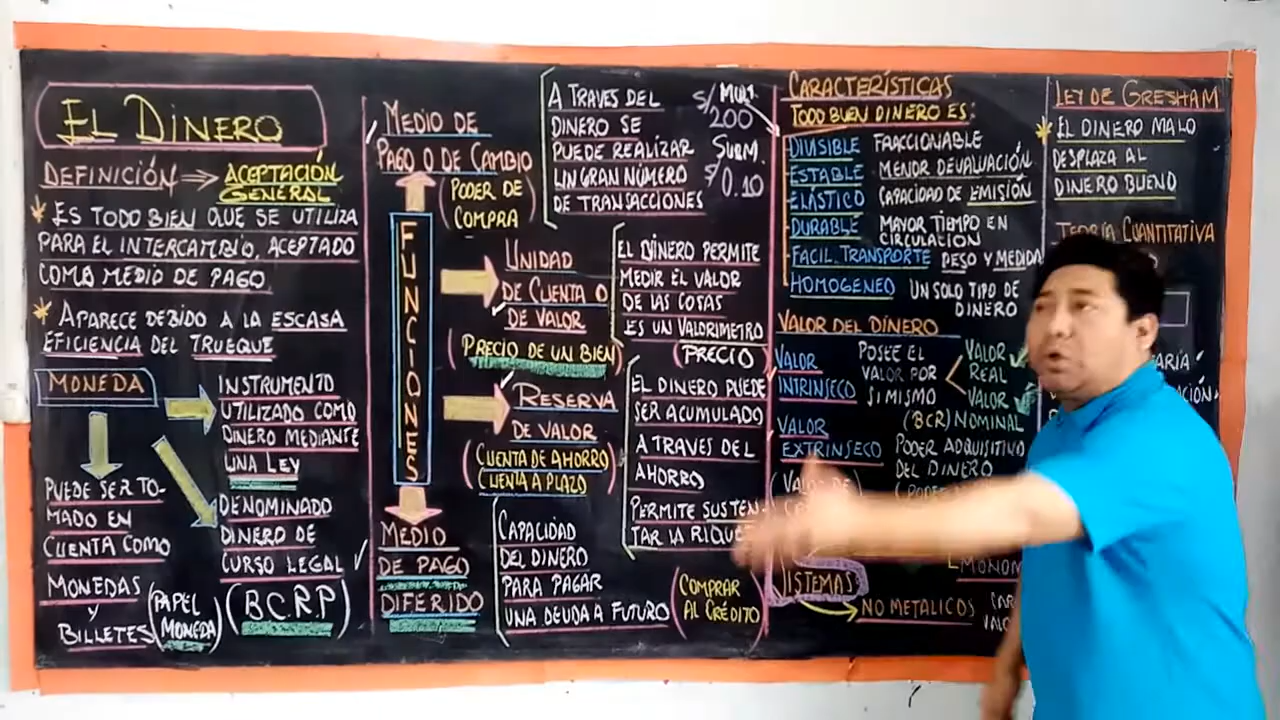 EL DINERO
DEFINICIÓN ⇒ ACEPTACIÓN
GENERAL
* ES TODO BIEN QUE SE UTILIZA
PARA EL INTERCAMBIO, ACEPTADO
COMO MEDIO DE PAGO
* APARECE DEBIDO A LA ESCASA
EFICIENCIA DEL TRUEQUE
MONEDA
INSTRUMENTO
UTILIZADO COMO
DINERO MEDIANTE
UNA LEY
PUEDE SER TO-
MADO EN
CUENTA COMO
MONEDAS
Y
BILLETES
(PAPEL
MONEDA)
DENOMINADO
DINERO DE
CURSO LEGAL
(B.C.R.P)
FUNCIONES
MEDIO DE
PAGO O DE CAMBIO
(PODER DE
COMPRA)
A TRAVES DEL
DINERO SE
PUEDE REALIZAR
UN GRAN NÚMERO
DE TRANSACCIONES
MULT.
S/200
SUBM.
S/0.10
UNIDAD
DE CUENTA O
DE VALOR
(PRECIO DE UN BIEN)
EL DINERO PERMITE
MEDIR EL VALOR
DE LAS COSAS
ES UN VALORIMETRO
(PRECIO)
RESERVA
DE VALOR
(CUENTA DE AHORRO
CUENTA A PLAZO)
EL DINERO PUEDE
SER ACUMULADO
A TRAVES DEL
AHORRO
PERMITE SUSTEN-
TAR LA
MEDIO
DE PAGO
DIFERIDO
CAPACIDAD
DEL DINERO
PARA PAGAR
UNA DEUDA A FUTURO
(COMPRAR
AL CRÉDITO)
CARACTERÍSTICAS
TODO BUEN DINERO ES:
DIVISIBLE FRACCIONABLE
ESTABLE MENOR DEVALUACIÓN
ELÁSTICO CAPACIDAD DE EMISIÓN
DURABLE MAYOR TIEMPO EN
CIRCULACION
FACIL TRANSPORTE PESO Y MEDIDA
HOMOGENEO UN SOLO TIPO DE
DINERO
VALOR DEL DINERO
VALOR
INTRINSECO
POSEE EL
VALOR POR
SI MISMO
VALOR
REAL
VALOR
(BCR) NOMINAL
VALOR
EXTRINSECO
PODER ADQUISITIVO
DEL DINERO
SISTEMAS
NO METALICOS
LEY DE GRESHAM
* EL DINERO MALO
DESPLAZA AL
DINERO BUENO
TEORÍA CUANTITATIVA